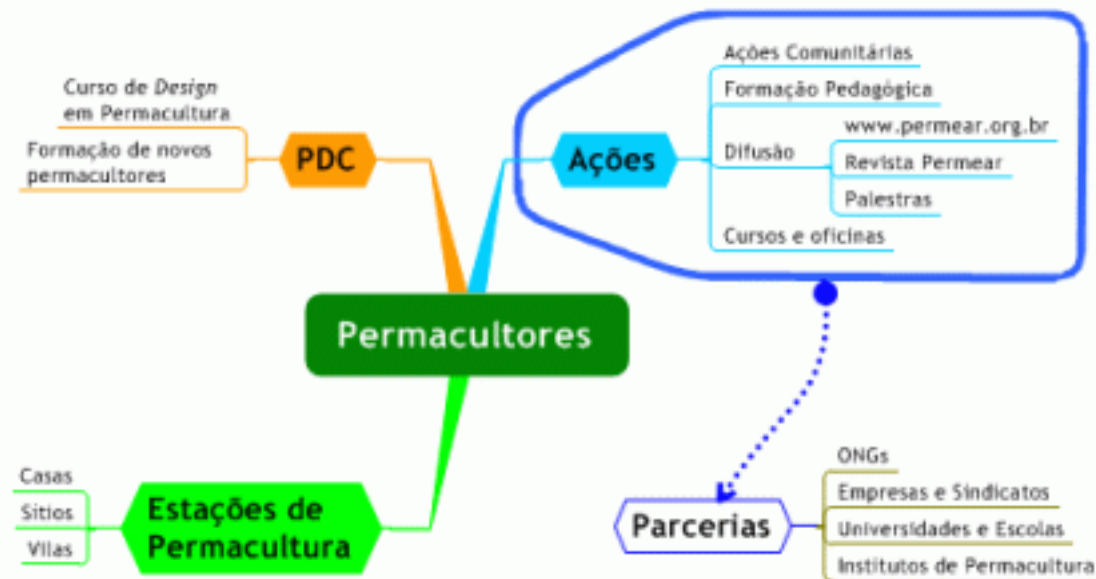 Curso de Design
em Permacultura
Formação de novos
permacultores
PDC
Ações
Ações Comunitárias
Formação Pedagógica
Difusão
www.permear.org.br
Revista Permear
Palestras
Cursos e oficinas
Permacultores
Casas
Sítios
Vilas
Estações de
Permacultura
Parcerias
ONGs
Empresas e Sindicatos
Universidades e Escolas
Institutos de Permacultura